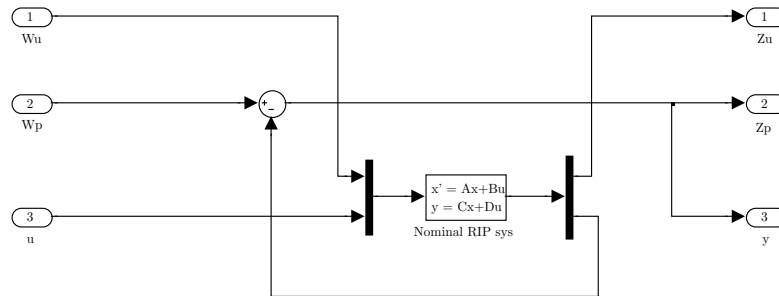 1
Wu
2
Wp
3
u
+
-
x' = Ax+Bu
y = Cx+Du
Nominal RIP sys
1
Zu
2
Zp
3
y